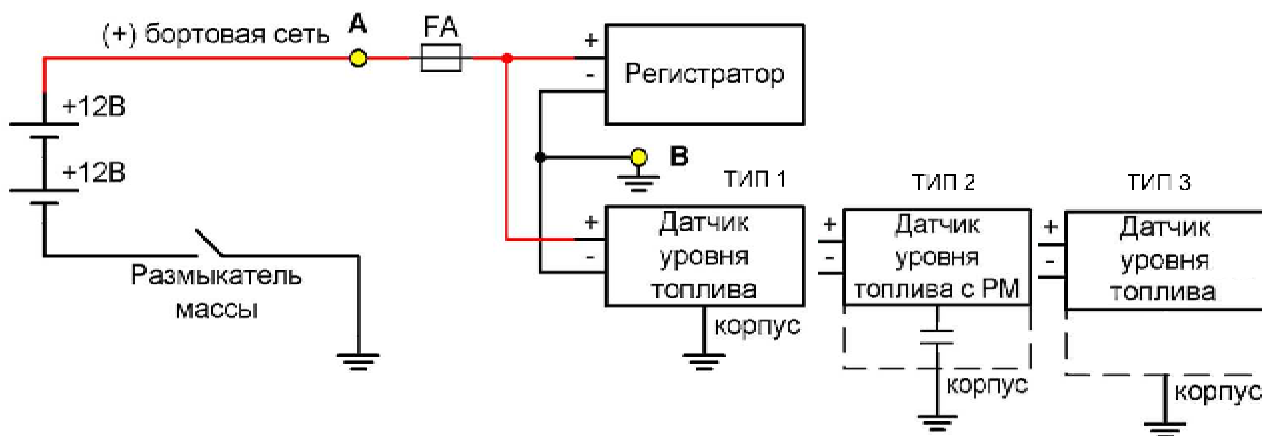 (+) бортовая сеть
A
FA
+
-
Регистратор
+12В
+12В
B
Размыкатель
массы
ТИП 1
+
-
Датчик
уровня
топлива
корпус
ТИП 2
+
-
Датчик
уровня
топлива с РМ
корпус
ТИП 3
+
-
Датчик
уровня
топлива
корпус